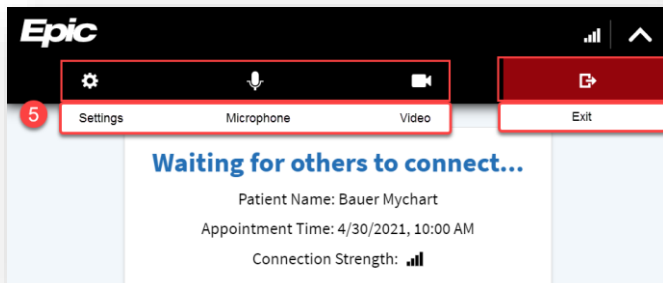 Epic
5
Settings Microphone Video Exit
Waiting for others to connect...
Patient Name: Bauer Mychart
Appointment Time: 4/30/2021, 10:00 AM
Connection Strength: